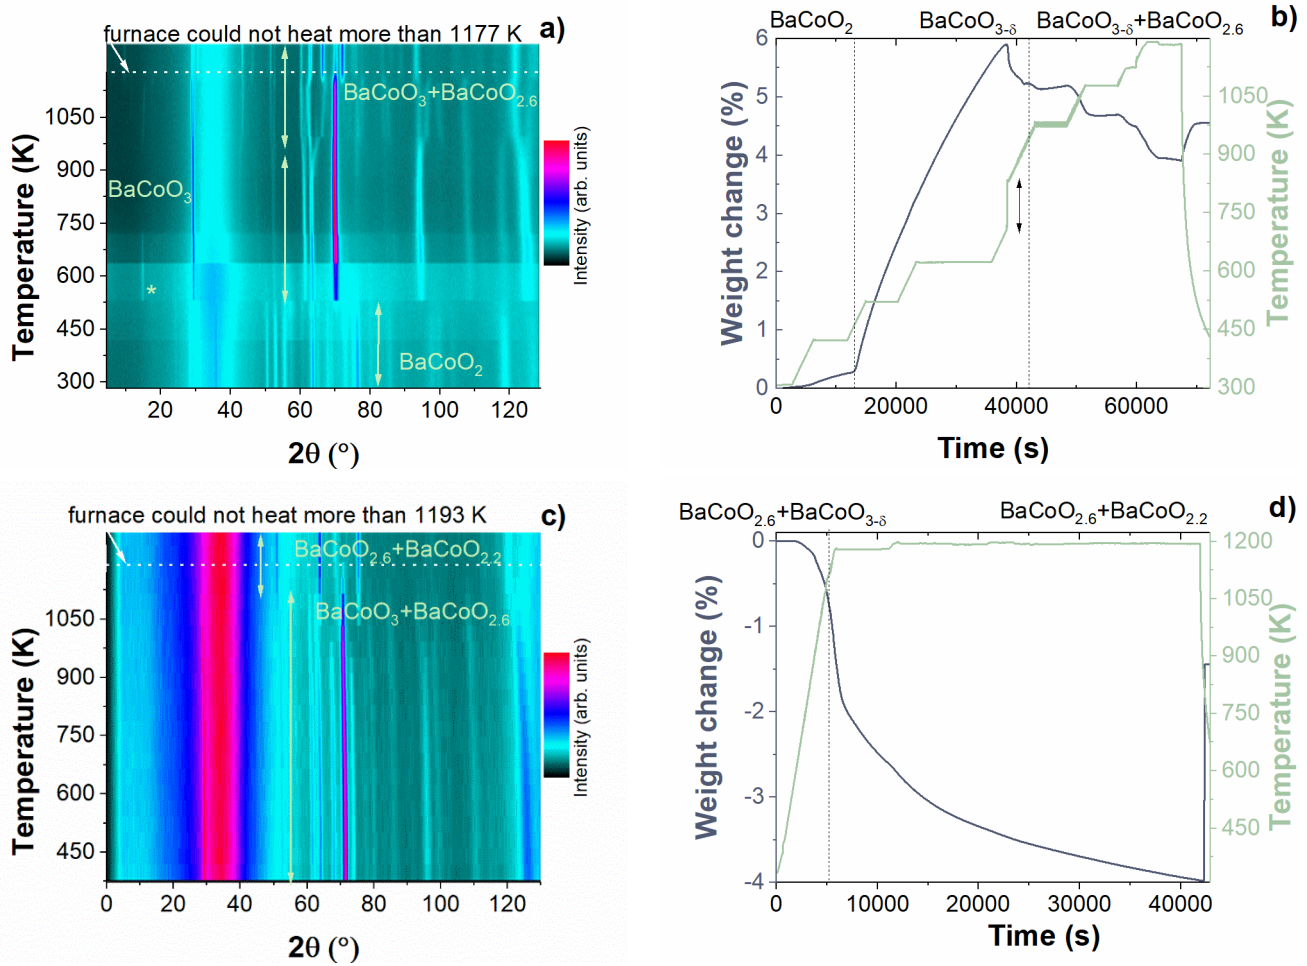 furnace could not heat more than 1177 K
a)
BaCoO3+BaCoO2.6
BaCoO3
*
BaCoO2
1050
900
750
600
450
300
Temperature (K)
20 40 60 80 100 120
2θ (°)
Intensity (arb. units)
BaCoO2 BaCoO3-δ BaCoO3-δ+BaCoO2.6
b)
6
5
4
3
2
1
0
Weight change (%)
1050
900
750
600
450
300
Temperature (K)
0 20000 40000 60000
Time (s)
furnace could not heat more than 1193 K
c)
BaCoO2.6+BaCoO2.2
BaCoO3+BaCoO2.6
1050
900
750
600
450
Temperature (K)
0 20 40 60 80 100 120
2θ (°)
Intensity (arb. units)
BaCoO2.6+BaCoO3-δ BaCoO2.6+BaCoO2.2
d)
0
-1
-2
-3
-4
Weight change (%)
1200
1050
900
750
600
450
Temperature (K)
0 10000 20000 30000 40000
Time (s)